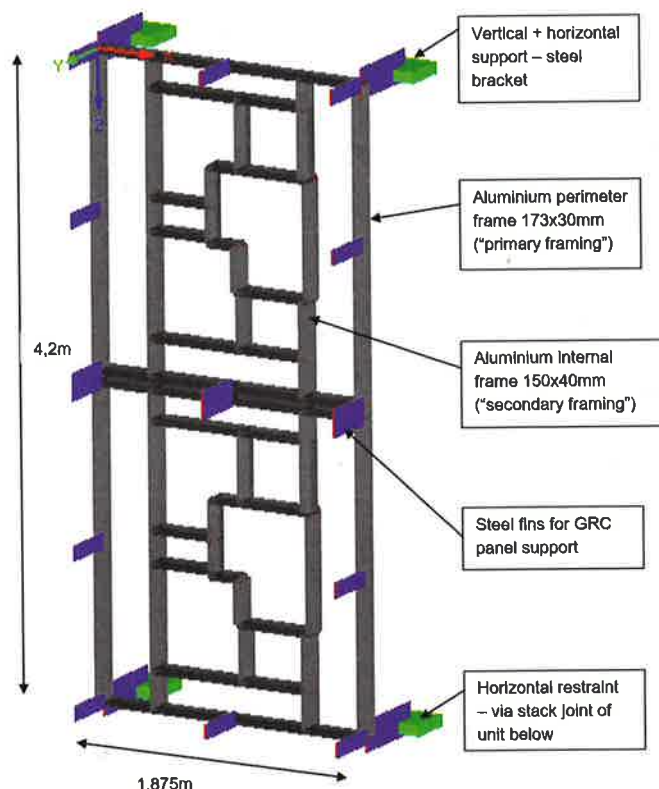 Vertical + horizontal
support – steel
bracket
Y
X
Z
Aluminium perimeter
frame 173x30mm
("primary framing")
4,2m
Aluminium internal
frame 150x40mm
("secondary framing")
Steel fins for GRC
panel support
Horizontal restraint
– via stack joint of
unit below
1,875m